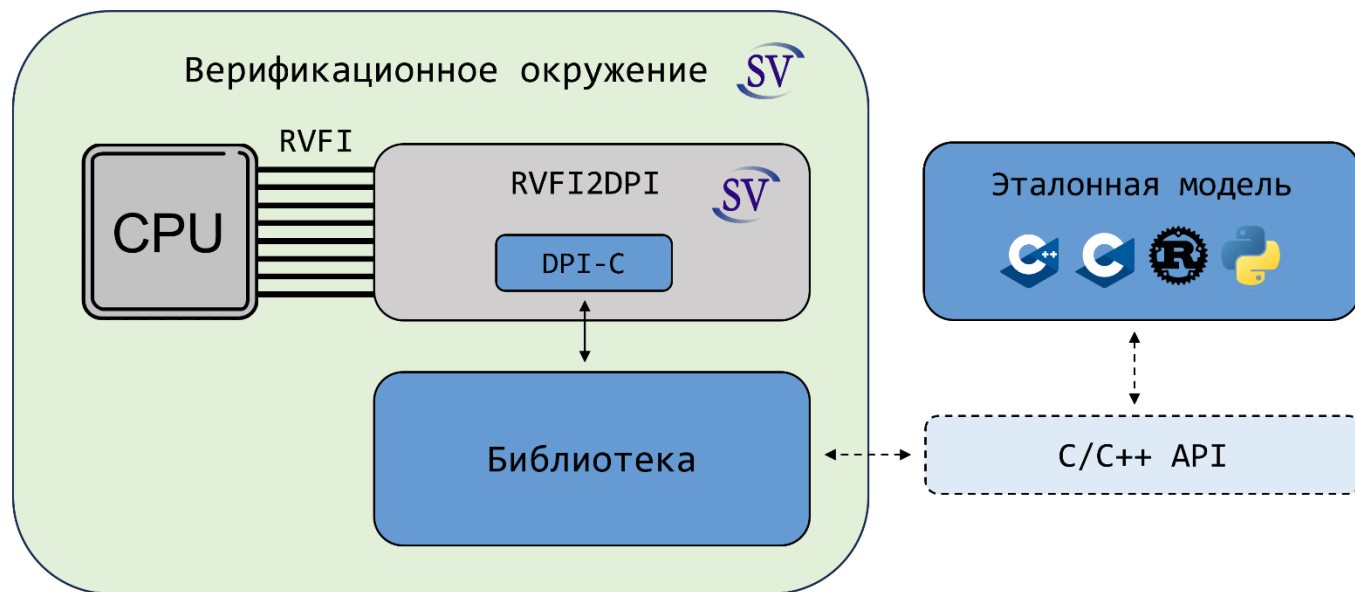 Верификационное окружение
SV
RVFI
CPU
RVFI2DPI
SV
DPI-C
Библиотека
Эталонная модель
C++
C
R
C/C++ API